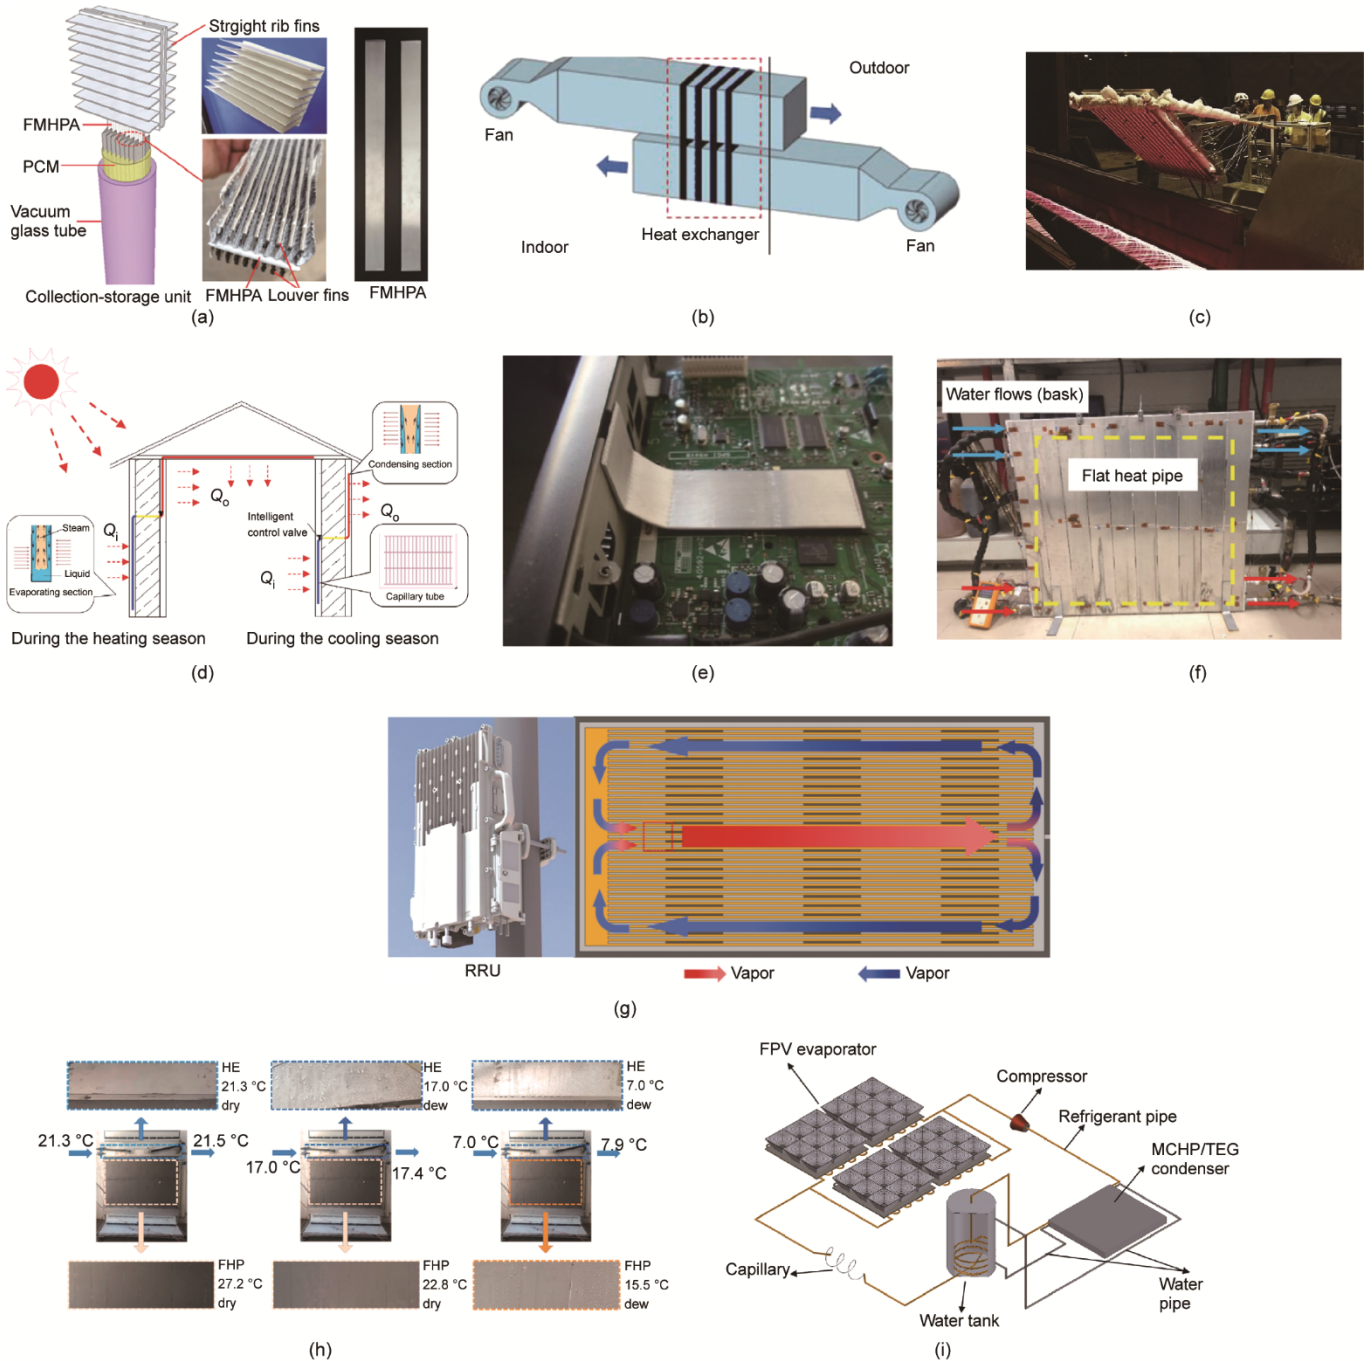 Strgight rib fins
FMHPA
PCM
Vacuum
glass tube
FMHPA Louver fins
FMHPA
Collection-storage unit
(a)
Outdoor
Fan
Indoor
Heat exchanger
Fan
(b)
(c)
Condensing section
Q₀
Q₀
Intelligent
control valve
Steam
Qᵢ
Liquid
Evaporating section
Qᵢ
Capillary tube
During the heating season
During the cooling season
(d)
(e)
Water flows (bask)
Flat heat pipe
(f)
RRU
Vapor
Vapor
(g)
HE
21.3 °C
dry
HE
17.0 °C
dew
HE
7.0 °C
dew
21.3 °C
21.5 °C
17.0 °C
17.4 °C
7.0 °C
7.9 °C
FHP
27.2 °C
dry
FHP
22.8 °C
dry
FHP
15.5 °C
dew
(h)
FPV evaporator
Compressor
Refrigerant pipe
MCHP/TEG
condenser
Capillary
Water tank
Water
pipe
(i)